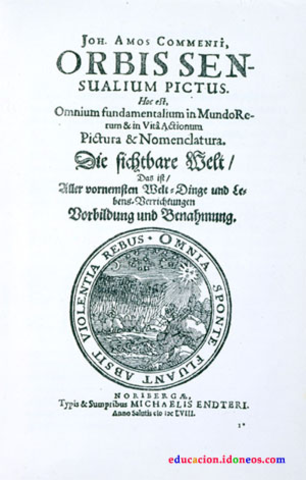 JOH. AMOS COMMENII,
ORBIS SEN-
SUALIUM PICTUS.
Hoc est,
Omnium fundamentalium in Mundo Re-
rum & in Vitâ Actionum
Pictura & Nomenclatura.
Die sichtbare Welt/
Das ist/
Aller vornemsten Welt-Dinge und Le-
bens-Verrichtungen
Vorbildung und Benahmung.
OMNIA SPONTE FLUANT ABSIT VIOLENTIA REBUS
NORIBERGÆ,
Typis & Sumptibus MICHAELIS ENDTERI.
Anno Salutis cIɔ Iɔc LVIII.
educacion.idoneos.com